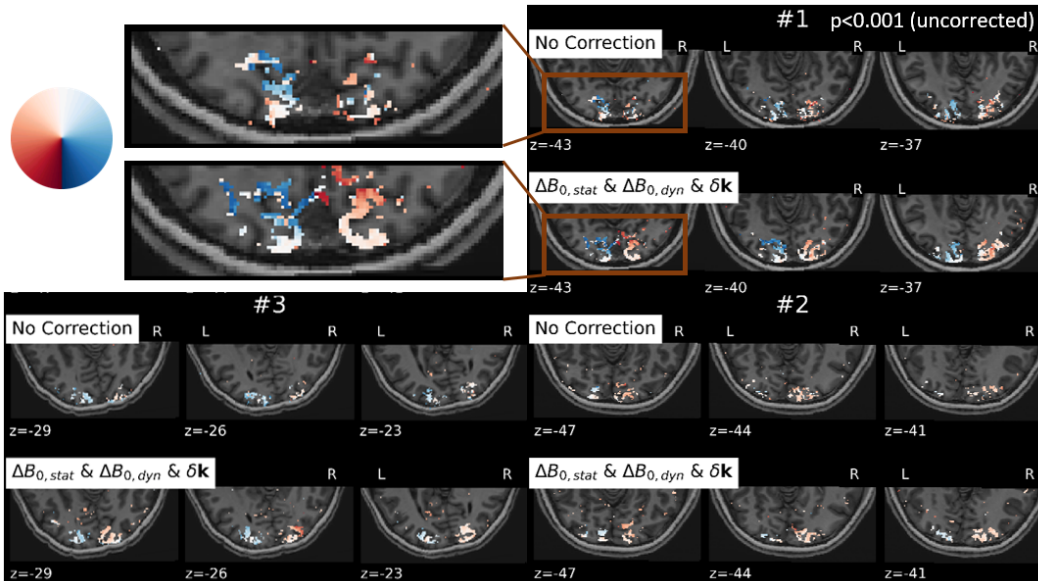 #1 p<0.001 (uncorrected)
No Correction
R L R L R
z=-43 z=-40 z=-37
ΔB0,stat & ΔB0,dyn & δk
R L R L R
z=-43 z=-40 z=-37
#3 #2
No Correction R L R L R
No Correction R L R L R
z=-29 z=-26 z=-23 z=-47 z=-44 z=-41
ΔB0,stat & ΔB0,dyn & δk R L R
ΔB0,stat & ΔB0,dyn & δk R L R
z=-29 z=-26 z=-23 z=-47 z=-44 z=-41